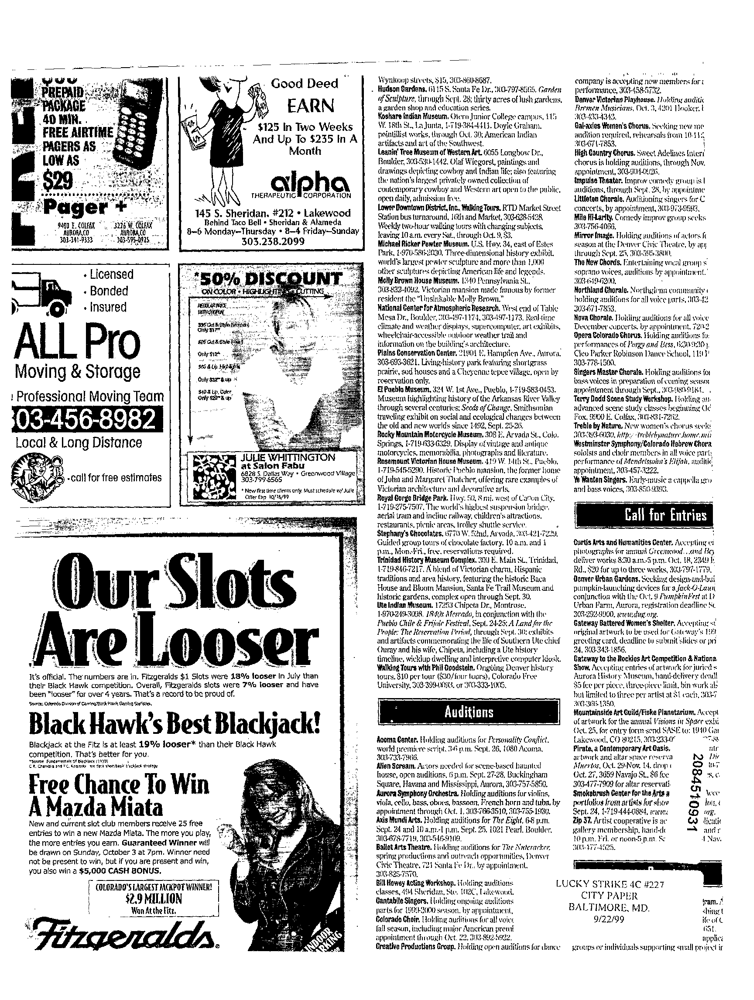 PREPAID
PACKAGE
40 MIN.
FREE AIRTIME
PAGERS AS
LOW AS
$29
Pager +
9401 E. COLFAX
AURORA,CO
303-341-9333
3226 W. COLFAX
Good Deed
EARN
$125 In Two Weeks
And Up To $235 In A
Month
alpha
THERAPEUTIC CORPORATION
145 S. Sheridan. #212 • Lakewood
Behind Taco Bell • Sheridan & Alameda
8–6 Monday–Thursday • 8–4 Friday–Sunday
303.238.2099
· Licensed
· Bonded
· Insured
ALL Pro
Moving & Storage
Professional Moving Team
03-456-8982
Local & Long Distance
-call for free estimates
50% DISCOUNT
ON COLOR • HIGHLIGHTS CUTTING
JULIE WHITTINGTON
at Salon Fabu
6828 S. Dallas Way • Greenwood Village
303-799-6565
* New first time clients only. Must schedule w/ Julie
Our Slots
Are Looser
It's official. The numbers are in. Fitzgeralds $1 Slots were 18% looser in July than
their Black Hawk competition. Overall, Fitzgeralds slots were 7% looser and have
been "looser" for over 4 years. That's a record to be proud of.
Black Hawk's Best Blackjack!
Blackjack at the Fitz is at least 19% looser* than their Black Hawk
competition. That's better for you.
Free Chance To Win
A Mazda Miata
New and current slot club members receive 25 free
entries to win a new Mazda Miata. The more you play,
the more entries you earn. Guaranteed Winner will
be drawn on Sunday, October 3 at 7pm. Winner need
not be present to win, but if you are present and win,
you also win a $5,000 CASH BONUS.
COLORADO'S LARGEST JACKPOT WINNER!
$2.9 MILLION
Won At the Fitz.
Fitzgeralds.
INDOOR
PARKING
Wynkoop streets, $15, 303-860-8687.
Hudson Gardens. 6115 S. Santa Fe Dr., 303-797-8565. Garden
of Sculpture, through Sept. 28; thirty acres of lush gardens,
a garden shop and education series.
Koshare Indian Museum. Otero Junior College campus, 115
W. 18th St., La Junta, 1-719-384-4411. Doyle Graham,
pointillist works, through Oct. 30; American Indian
artifacts and art of the Southwest.
Leanin' Tree Museum of Western Art. 6055 Longbow Dr.,
Boulder, 303-530-1442. Olaf Wiegorst, paintings and
drawings depicting cowboy and Indian life; also featuring
the nation's largest privately owned collection of
contemporary cowboy and Western art open to the public,
open daily, admission free.
Lower Downtown District, Inc. Walking Tours. RTD Market Street
Station bus turnaround, 16th and Market, 303-628-5428.
Weekly two-hour walking tours with changing subjects,
leaving 10 a.m. every Sat., through Oct. 9, $3.
Michael Ricker Pewter Museum. U.S. Hwy. 34, east of Estes
Park, 1-970-586-2030. Three-dimensional history exhibit,
world's largest pewter sculpture and more than 1,000
other sculptures depicting American life and legends.
Molly Brown House Museum. 1340 Pennsylvania St.,
303-832-4092. Victorian mansion made famous by former
resident the "Unsinkable Molly Brown."
National Center for Atmospheric Research. West end of Table
Mesa Dr., Boulder, 303-497-1174, 303-497-1173. Real-time
climate and weather displays, supercomputer, art exhibits,
wheelchair-accessible outdoor weather trail and
information on the building's architecture.
Plains Conservation Center. 21901 E. Hampden Ave., Aurora,
303-693-3621. Living-history park featuring shortgrass
prairie, sod houses and a Cheyenne tepee village, open by
reservation only.
El Pueblo Museum, 324 W. 1st Ave., Pueblo, 1-719-583-0453.
Museum highlighting history of the Arkansas River Valley
through several centuries; Seeds of Change, Smithsonian
traveling exhibit on social and ecological changes between
the old and new worlds since 1492, Sept. 25-26.
Rocky Mountain Motorcycle Museum. 308 E. Arvada St., Colo.
Springs, 1-719-633-6329. Display of vintage and antique
motorcycles, memorabilia, photographs and literature.
Rosemount Victorian House Museum. 419 W. 14th St., Pueblo,
1-719-545-5290. Historic Pueblo mansion, the former home
of John and Margaret Thatcher, offering rare examples of
Victorian architecture and decorative arts.
Royal Gorge Bridge Park. Hwy. 50, 8 mi. west of Cañon City,
1-719-275-7507. The world's highest suspension bridge,
aerial tram and incline railway, children's attractions,
restaurants, picnic areas, trolley shuttle service.
Stephany's Chocolates. 6770 W. 52nd, Arvada, 303-421-7229.
Guided group tours of chocolate factory, 10 a.m. and 1
p.m., Mon.-Fri., free, reservations required.
Trinidad History Museum Complex. 300 E. Main St., Trinidad,
1-719-846-7217. A blend of Victorian charm, Hispanic
traditions and area history, featuring the historic Baca
House and Bloom Mansion, Santa Fe Trail Museum and
historic gardens, complex open through Sept. 30.
Ute Indian Museum. 17253 Chipeta Dr., Montrose,
1-970-249-3098. 1840s Mercado, in conjunction with the
Pueblo Chile & Frijole Festival, Sept. 24-25; A Land for the
People: The Reservation Period, through Sept. 30; exhibits
and artifacts commemorating the life of Southern Ute chief
Ouray and his wife, Chipeta, including a Ute history
timeline, wickiup dwelling and interpretive computer kiosk.
Walking Tours with Phil Goodstein. Ongoing Denver history
tours, $10 per tour ($30/four tours), Colorado Free
University, 303-399-0093, or 303-333-1095.
Auditions
Acoma Center. Holding auditions for Personality Conflict,
world premiere script, 3-6 p.m. Sept. 26, 1080 Acoma,
303-733-7966.
Alien Scream. Actors needed for scene-based haunted
house, open auditions, 6 p.m. Sept. 27-28, Buckingham
Square, Havana and Mississippi, Aurora, 303-757-5850.
Aurora Symphony Orchestra. Holding auditions for violins,
viola, cello, bass, oboes, bassoon, French horn and tuba, by
appointment through Oct. 1, 303-766-3510, 303-755-1930.
Axis Mundi Arts. Holding auditions for The Eight, 6-8 p.m.
Sept. 24 and 10 a.m.-1 p.m. Sept. 25, 1021 Pearl, Boulder,
303-678-7719, 303-546-9109.
Ballet Arts Theatre. Holding auditions for The Nutcracker,
spring productions and outreach opportunities, Denver
Civic Theatre, 721 Santa Fe Dr., by appointment,
303-825-7570.
Bill Howey Acting Workshop. Holding auditions
classes, 494 Sheridan, Ste. 102C, Lakewood,
Cantabile Singers. Holding ongoing auditions
parts for 1999-2000 season, by appointment,
Colorado Choir. Holding auditions for all voice
fall season, including major American premi
appointment through Oct. 22, 303-892-5922.
Creative Productions Group. Holding open auditions for dance
company is accepting new members for
performance, 303-458-5732.
Denver Victorian Playhouse. Holding auditio
Bremen Musicians, Oct. 3, 4201 Hooker,
303-433-4343.
Gal-axies Women's Chorus. Seeking new me
audition required, rehearsals from
303-671-7853.
High Country Chorus. Sweet Adelines Inter
chorus is holding auditions, through Nov.
appointment, 303-904-0226.
Impulse Theater. Improv comedy group is
auditions, through Sept. 28, by appointme
Littleton Chorale. Auditioning singers for C
concerts, by appointment, 303-973-0593,
Mile Hi-Larity. Comedy improv group seeks
303-756-4066.
Mirror Image. Holding auditions of actors fo
season at the Denver Civic Theatre, by app
through Sept. 25, 303-595-3800.
The New Chords. Entertaining vocal group s
soprano voices, auditions by appointment,
303-649-6200.
Northland Chorale. Northglenn community
holding auditions for all voice parts,
303-671-7853.
Nova Chorale. Holding auditions for all voice
December concerts, by appointment,
Opera Colorado Chorus. Holding auditions fo
performances of Porgy and Bess,
Cleo Parker Robinson Dance School,
303-778-1500.
Singers Master Chorale. Holding auditions for
bass voices in preparation of coming season
appointment through Sept.,
Terry Dodd Scene Study Workshop. Holding au
advanced scene study classes beginning
Fox, 9900 E. Colfax, 303-831-7262.
Treble by Nature. New women's chorus seeks
Westminster Symphony/Colorado Hebrew Chora
soloists and choir members in all voice part
performance of Mendelssohn's Elijah,
appointment, 303-457-3222.
Ye Wanton Singers. Early-music a cappella gro
and bass voices, 303-850-9393.
Call for Entries
Curtis Arts and Humanities Center. Accepting e
photographs for annual Greenwood
deliver works 8:30 a.m.-5 p.m. Oct. 18, 2349 E
Rd., $20 for up to three works, 303-797-1779.
Denver Urban Gardens. Seeking design-and-bui
pumpkin-launching devices for a Jack-O-Laun
conjunction with the Oct. 9 PumpkinFest at D
Urban Farm, Aurora, registration deadline Se
303-292-9900, www.dug.org.
Gateway Battered Women's Shelter. Accepting s
original artwork to be used for Gateway's 199
greeting card, deadline to submit slides or pri
24, 303-343-1856.
Gateway to the Rockies Art Competition & Nationa
Show. Accepting entries of artwork for juried s
Aurora History Museum, hand-delivery deadl
$5 fee per piece, three-piece limit,
but limited to three per artist at $1 each, 303-7
303-366-1350.
Mountainside Art Guild/Fiske Planetarium. Accept
of artwork for the annual Visions in Space exhi
Oct. 25, for entry form send SASE to:
Lakewood, CO 80215,
Pirate, a Contemporary Art Oasis.
artwork and altar space reserva
Muertos, Oct. 29-Nov. 14, drop
Oct. 27, 3659 Navajo St., $6 fee
303-477-7909 for altar reservati
Smokebrush Center for the Arts
portfolios from artists for show
Sept. 24, 1-719-444-0884,
Zip 37. Artist cooperative is ac
gallery membership,
10 p.m. Fri. or noon-5 p.m.
303-477-4525.
2084510931
LUCKY STRIKE 4C #227
CITY PAPER
BALTIMORE, MD.
9/22/99
groups or individuals supporting small project